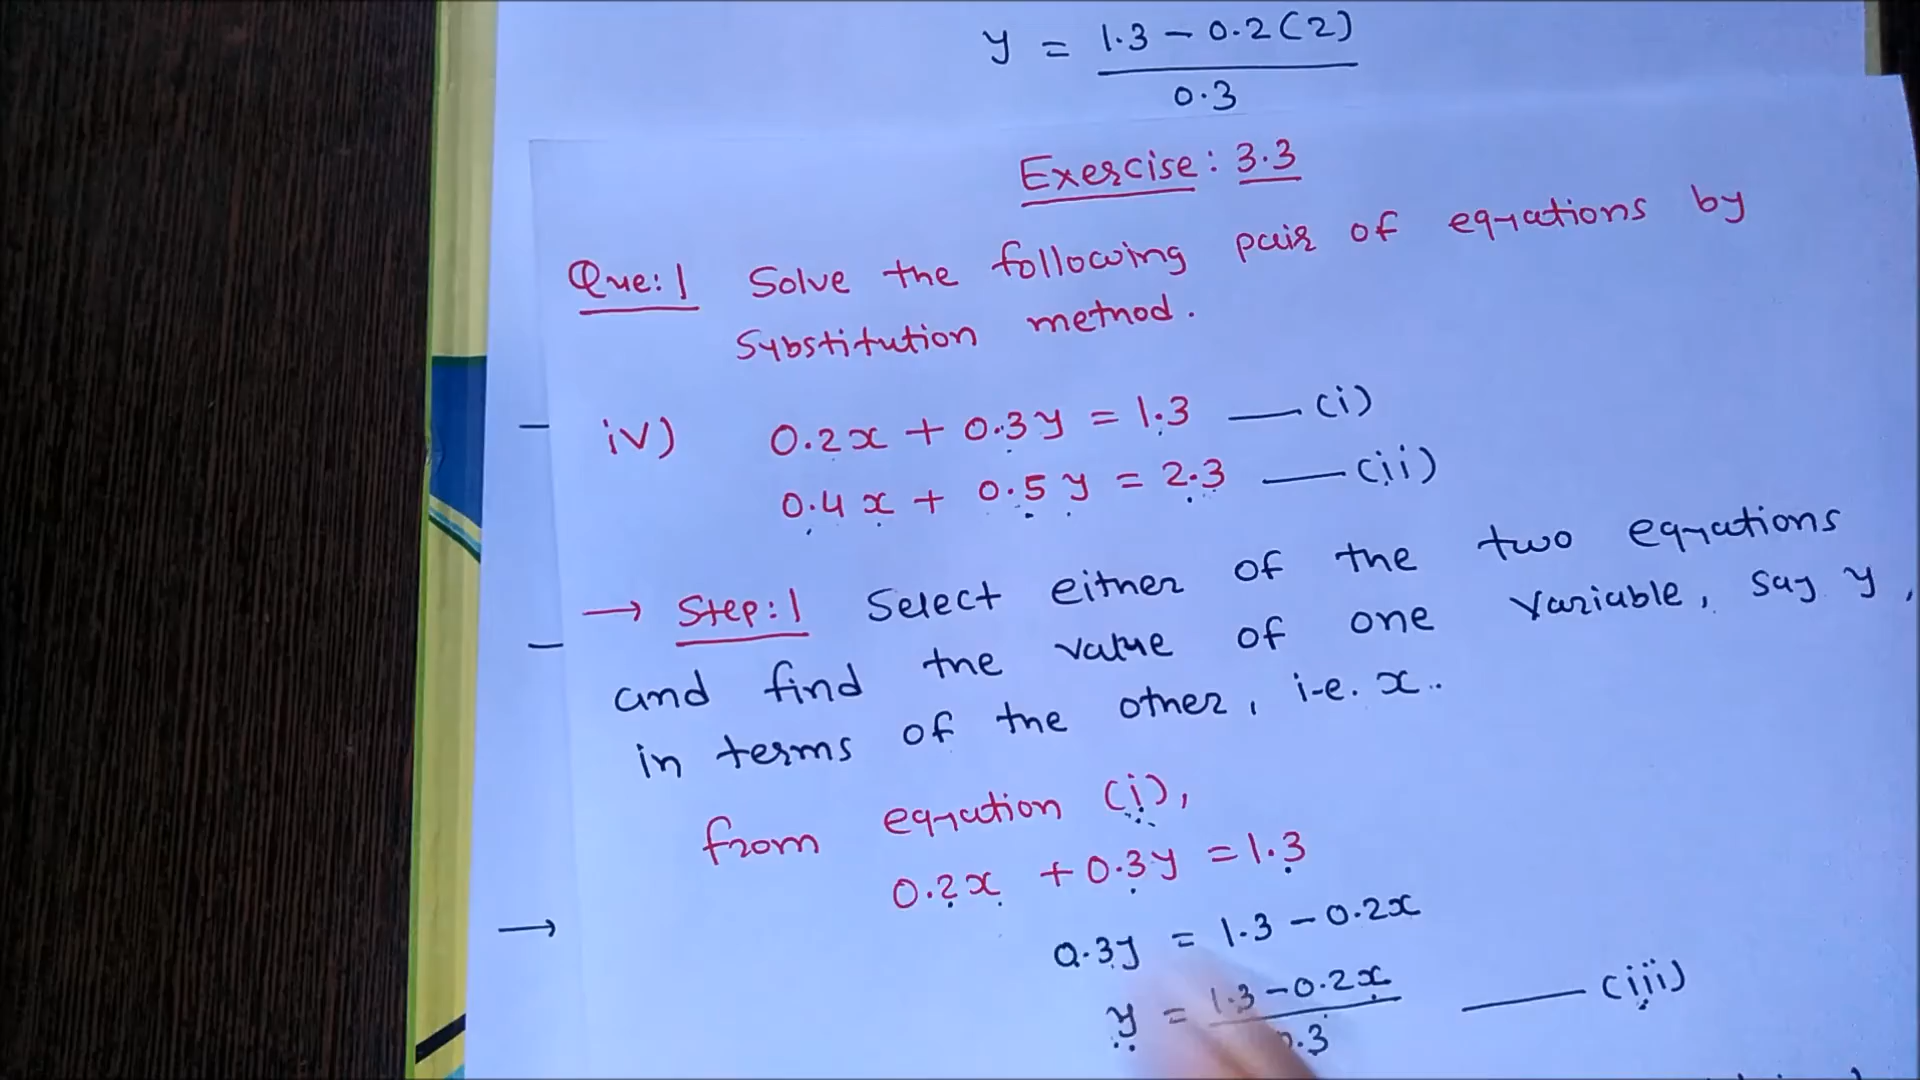 y = 1.3 - 0.2(2)
0.3
Exercise: 3.3
Que: 1 Solve the following pair of equations by
substitution method.
iv) 0.2x + 0.3y = 1.3 —(i)
0.4x + 0.5y = 2.3 —(ii)
→ Step: 1 Select either of the two equations
and find the value of one variable, say y,
in terms of the other, i.e. x.
from equation (i),
0.2x + 0.3y = 1.3
→
0.3y = 1.3 - 0.2x
y = 1.3 - 0.2x —(iii)
0.3